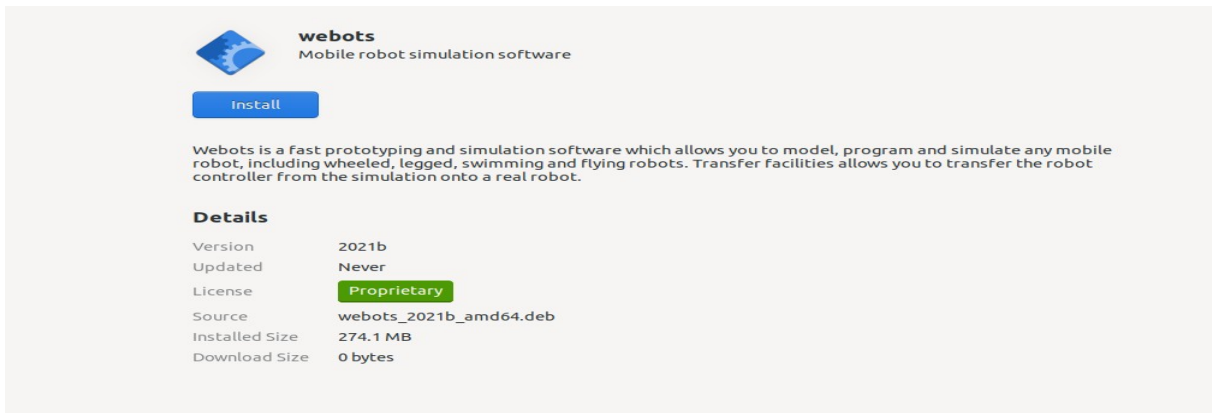 webots
Mobile robot simulation software
Install
Webots is a fast prototyping and simulation software which allows you to model, program and simulate any mobile
robot, including wheeled, legged, swimming and flying robots. Transfer facilities allows you to transfer the robot
controller from the simulation onto a real robot.
Details
Version 2021b
Updated Never
License Proprietary
Source webots_2021b_amd64.deb
Installed Size 274.1 MB
Download Size 0 bytes